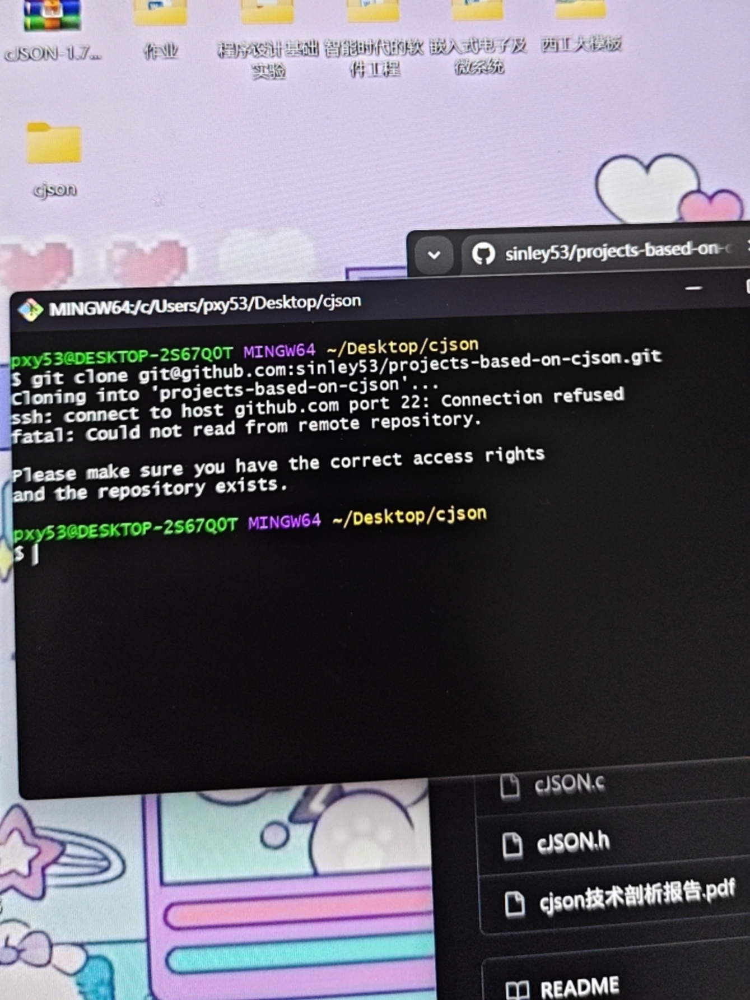 cJSON-1.7...
作业
程序设计基础
实验
智能时代的软
件工程
嵌入式电子及
微系统
西工大模板
cjson
sinley53/projects-based-on-c
MINGW64:/c/Users/pxy53/Desktop/cjson
pxy53@DESKTOP-2S67QOT MINGW64 ~/Desktop/cjson
$ git clone git@github.com:sinley53/projects-based-on-cjson.git
Cloning into 'projects-based-on-cjson'...
ssh: connect to host github.com port 22: Connection refused
fatal: Could not read from remote repository.
Please make sure you have the correct access rights
and the repository exists.
pxy53@DESKTOP-2S67QOT MINGW64 ~/Desktop/cjson
$
cJSON.c
cJSON.h
cjson技术剖析报告.pdf
README